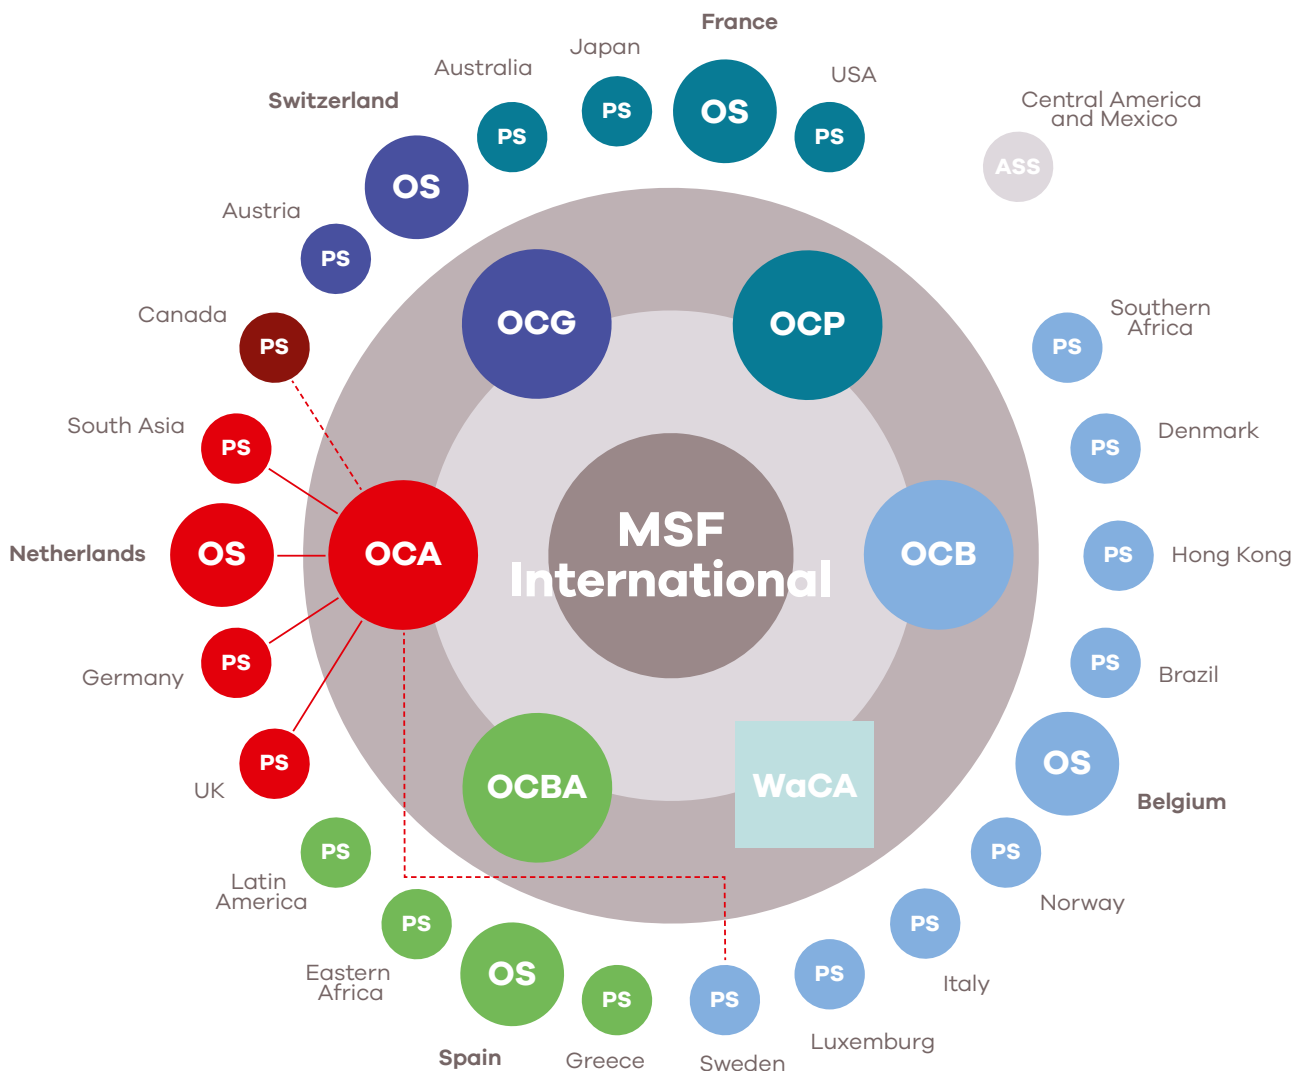 France
Japan
USA
Australia
Switzerland
Central America
and Mexico
PS
OS
PS
PS
ASS
OS
Austria
PS
OCG
OCP
Southern
Africa
Canada
PS
PS
South Asia
PS
Denmark
PS
MSF
International
Netherlands
OS
OCA
OCB
PS
Hong Kong
Germany
PS
PS
Brazil
UK
PS
OCBA
WaCA
OS
Belgium
PS
Latin
America
PS
Norway
PS
Eastern
Africa
PS
Italy
OS
Spain
PS
Greece
PS
Sweden
PS
Luxemburg